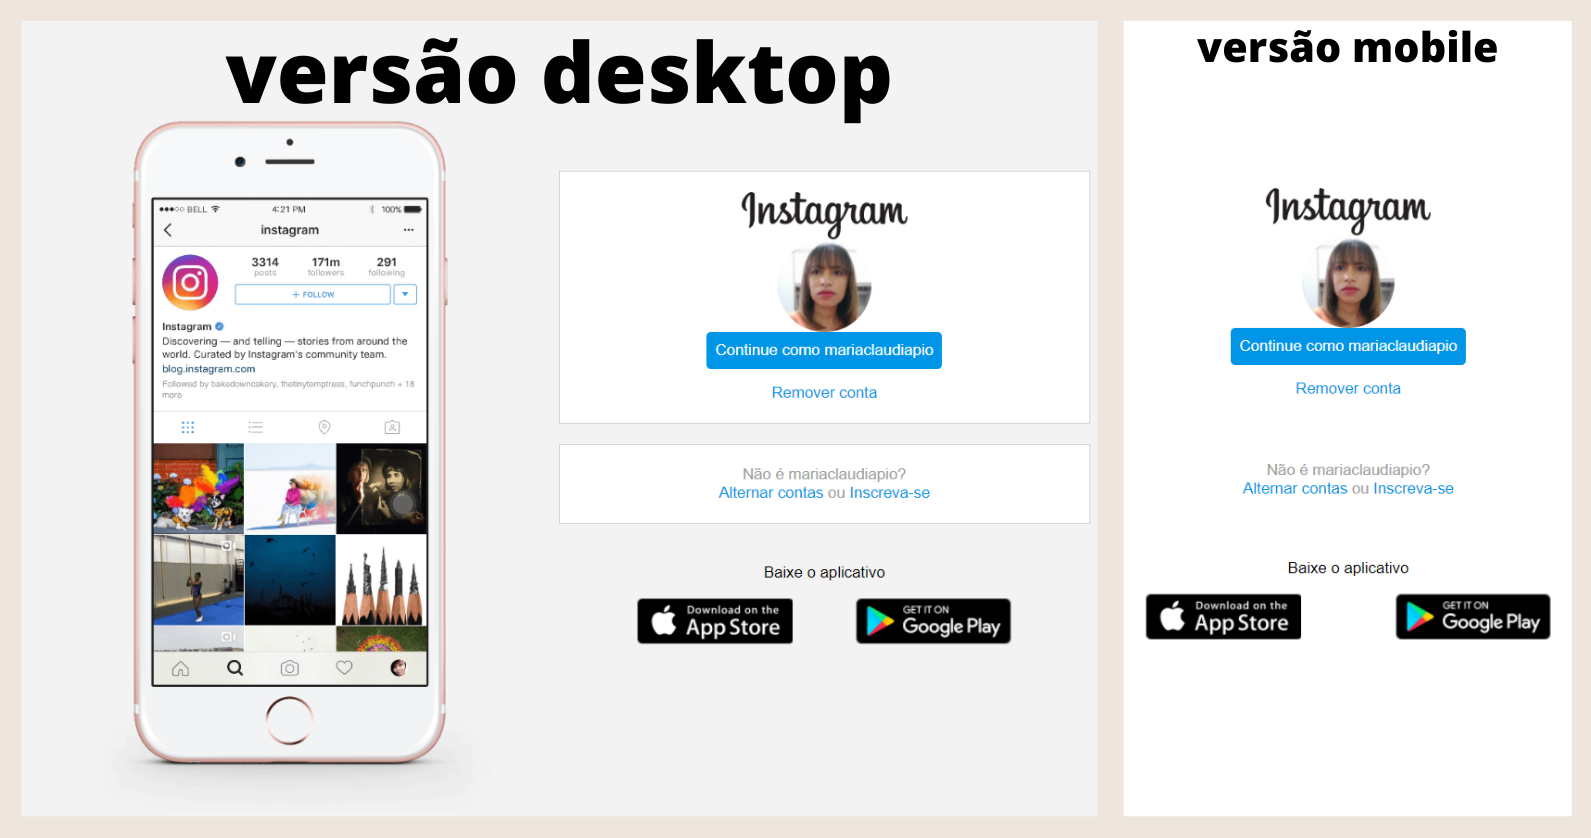 versão desktop
BELL 4:21 PM 100%
instagram
3314 171m 291
posts followers following
+ FOLLOW
Instagram
Discovering — and telling — stories from around the
world. Curated by Instagram's community team.
blog.instagram.com
Followed by bakedowncakery, thetinytemptress, funchpunch + 18
more
Instagram
Continue como mariaclaudiapio
Remover conta
Não é mariaclaudiapio?
Alternar contas ou Inscreva-se
Baixe o aplicativo
Download on the
App Store
GET IT ON
Google Play
versão mobile
Instagram
Continue como mariaclaudiapio
Remover conta
Não é mariaclaudiapio?
Alternar contas ou Inscreva-se
Baixe o aplicativo
Download on the
App Store
GET IT ON
Google Play